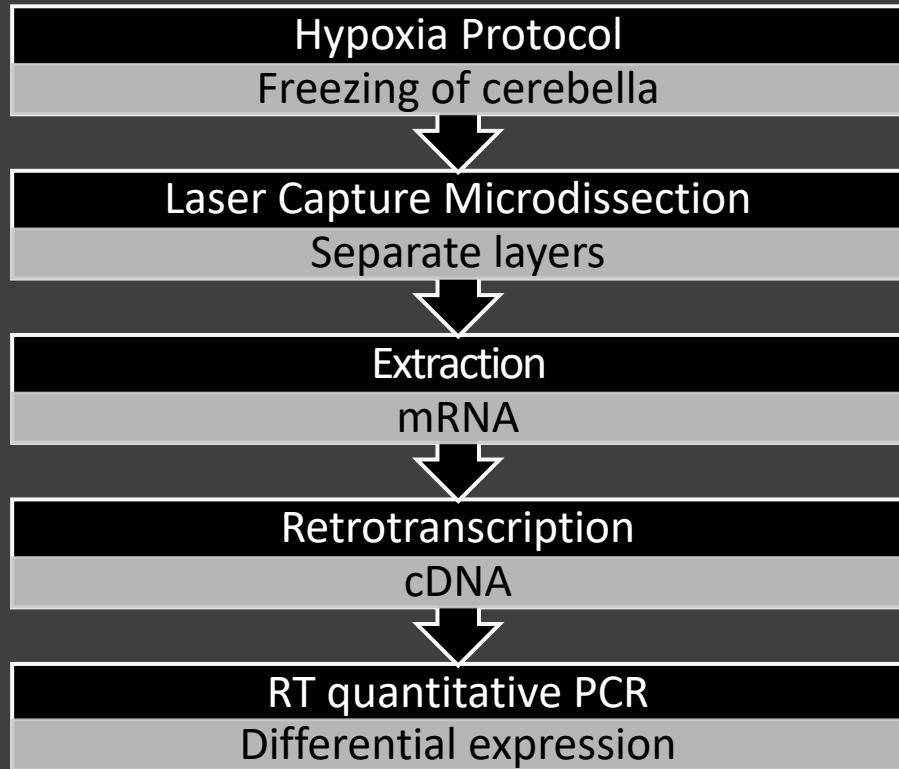 Hypoxia Protocol
Freezing of cerebella
Laser Capture Microdissection
Separate layers
Extraction
mRNA
Retrotranscription
cDNA
RT quantitative PCR
Differential expression